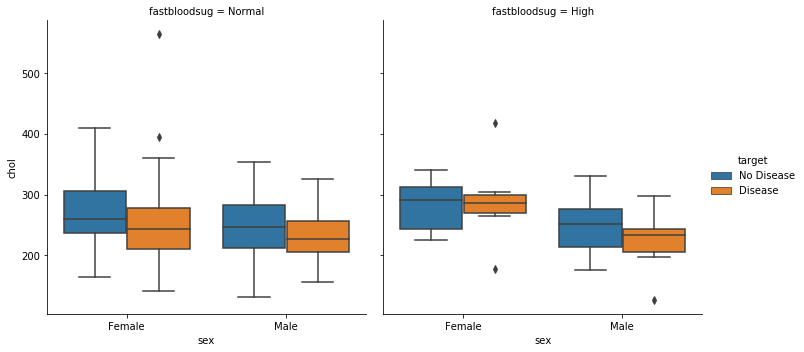 fastbloodsug = Normal
fastbloodsug = High
chol
500
400
300
200
Female
Male
sex
Female
Male
sex
target
No Disease
Disease